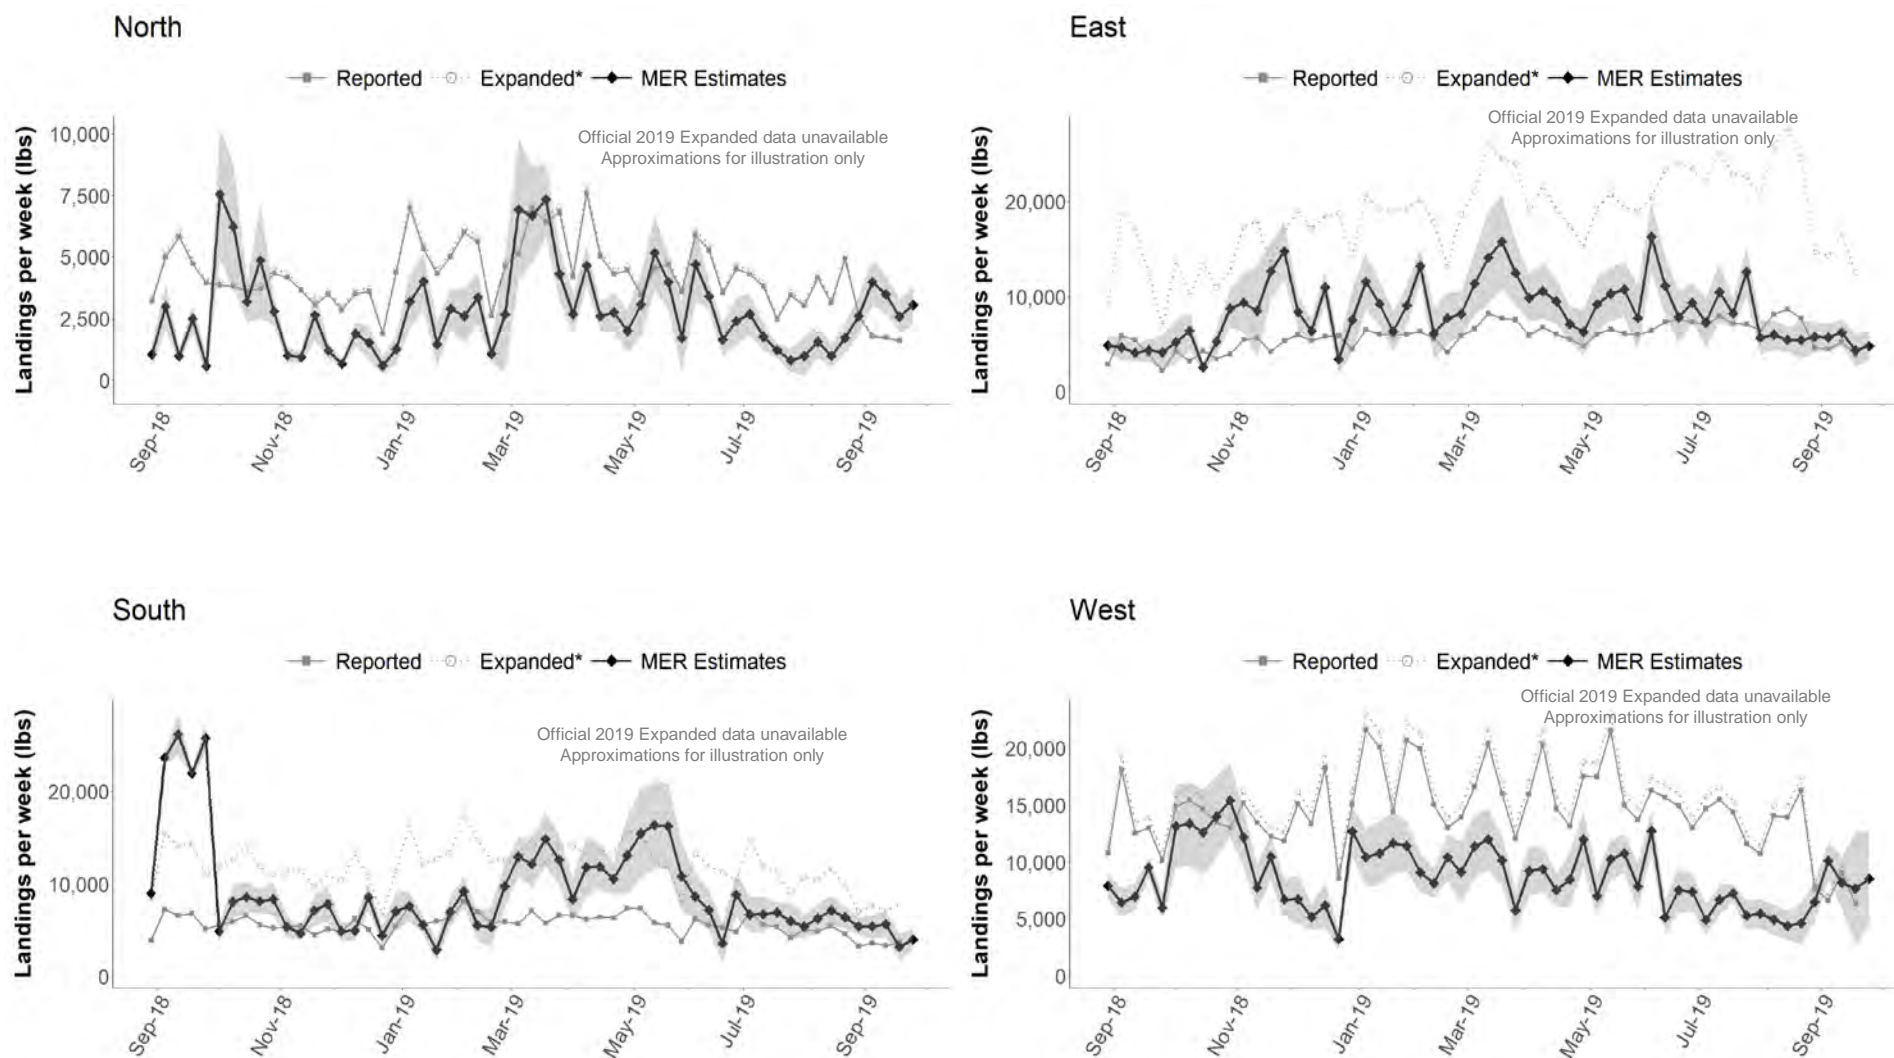 North
Reported Expanded* MER Estimates
Official 2019 Expanded data unavailable
Approximations for illustration only
Landings per week (lbs)
10,000
7,500
5,000
2,500
0
Sep-18 Nov-18 Jan-19 Mar-19 May-19 Jul-19 Sep-19
East
Reported Expanded* MER Estimates
Official 2019 Expanded data unavailable
Approximations for illustration only
Landings per week (lbs)
20,000
10,000
0
Sep-18 Nov-18 Jan-19 Mar-19 May-19 Jul-19 Sep-19
South
Reported Expanded* MER Estimates
Official 2019 Expanded data unavailable
Approximations for illustration only
Landings per week (lbs)
20,000
10,000
0
Sep-18 Nov-18 Jan-19 Mar-19 May-19 Jul-19 Sep-19
West
Reported Expanded* MER Estimates
Official 2019 Expanded data unavailable
Approximations for illustration only
Landings per week (lbs)
20,000
15,000
10,000
5,000
0
Sep-18 Nov-18 Jan-19 Mar-19 May-19 Jul-19 Sep-19